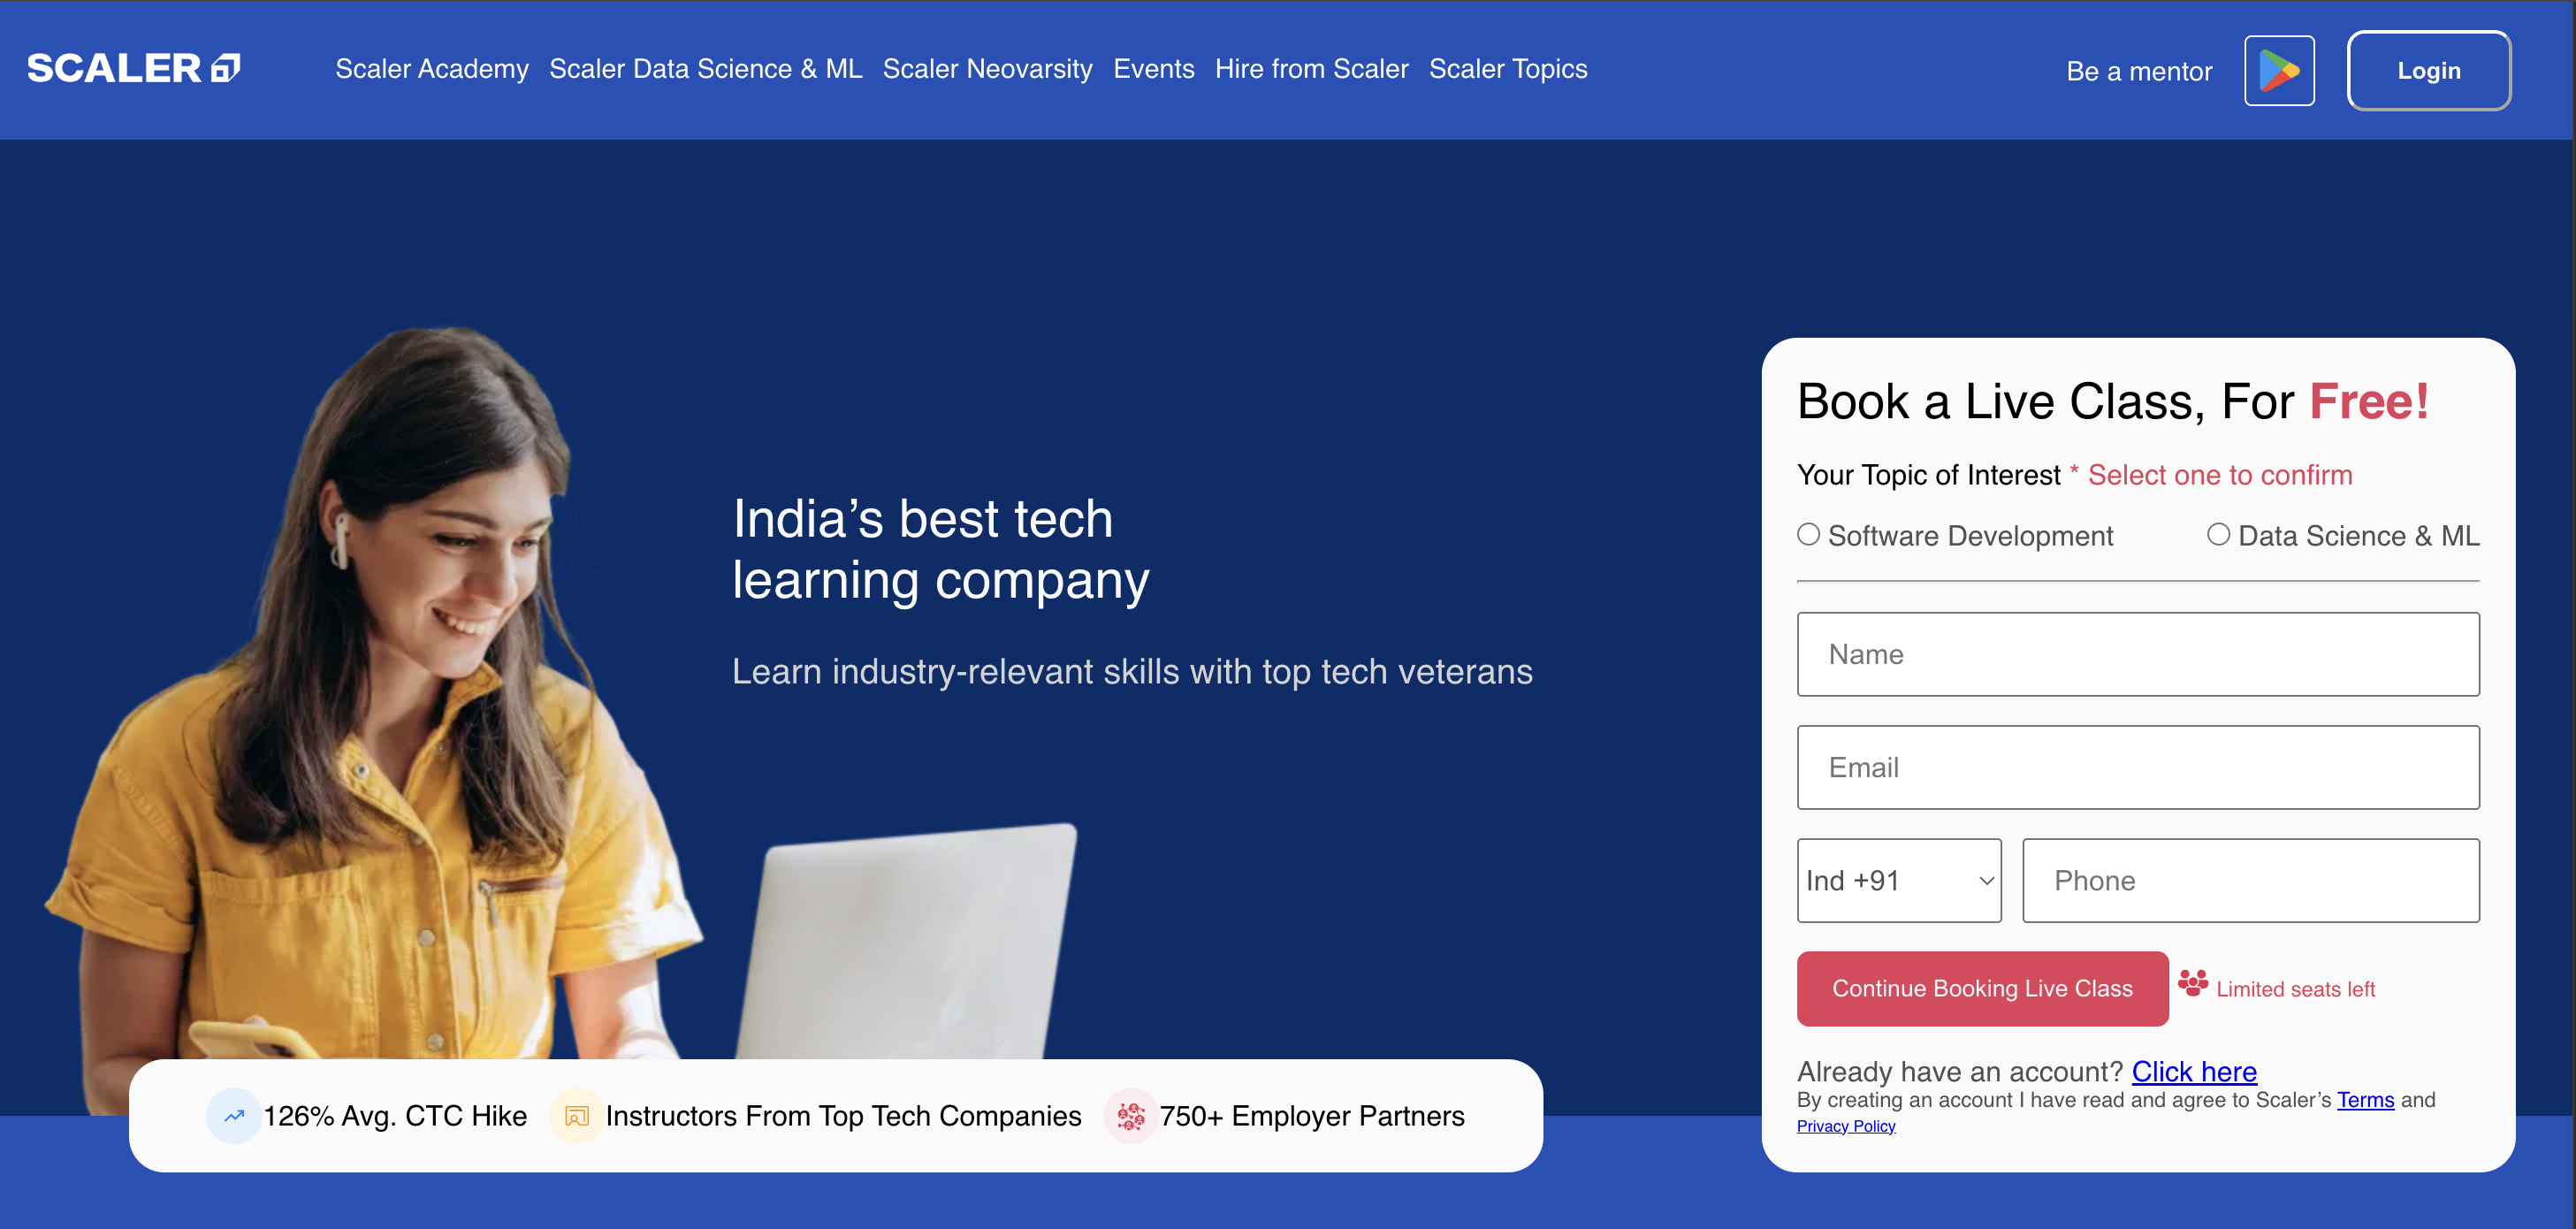 SCALER
Scaler Academy Scaler Data Science & ML Scaler Neovarsity Events Hire from Scaler Scaler Topics
Be a mentor
Login
India’s best tech
learning company
Learn industry-relevant skills with top tech veterans
126% Avg. CTC Hike
Instructors From Top Tech Companies
750+ Employer Partners
Book a Live Class, For Free!
Your Topic of Interest * Select one to confirm
Software Development
Data Science & ML
Name
Email
Ind +91
Phone
Continue Booking Live Class
Limited seats left
Already have an account? Click here
By creating an account I have read and agree to Scaler’s Terms and
Privacy Policy